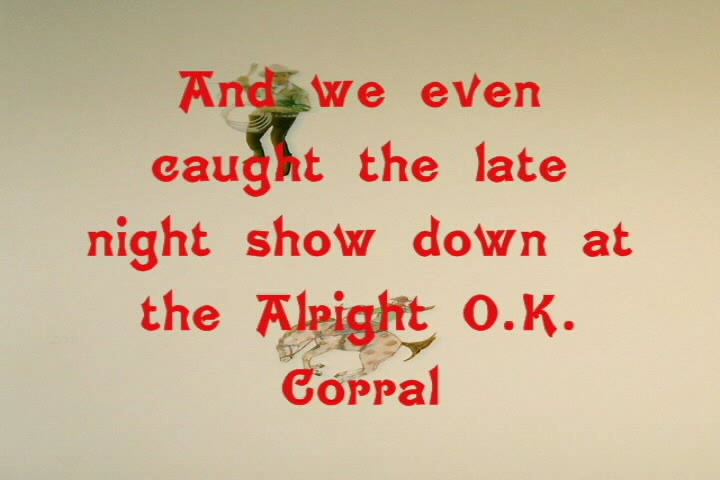 And we even
caught the late
night show down at
the Alright O.K.
Corral